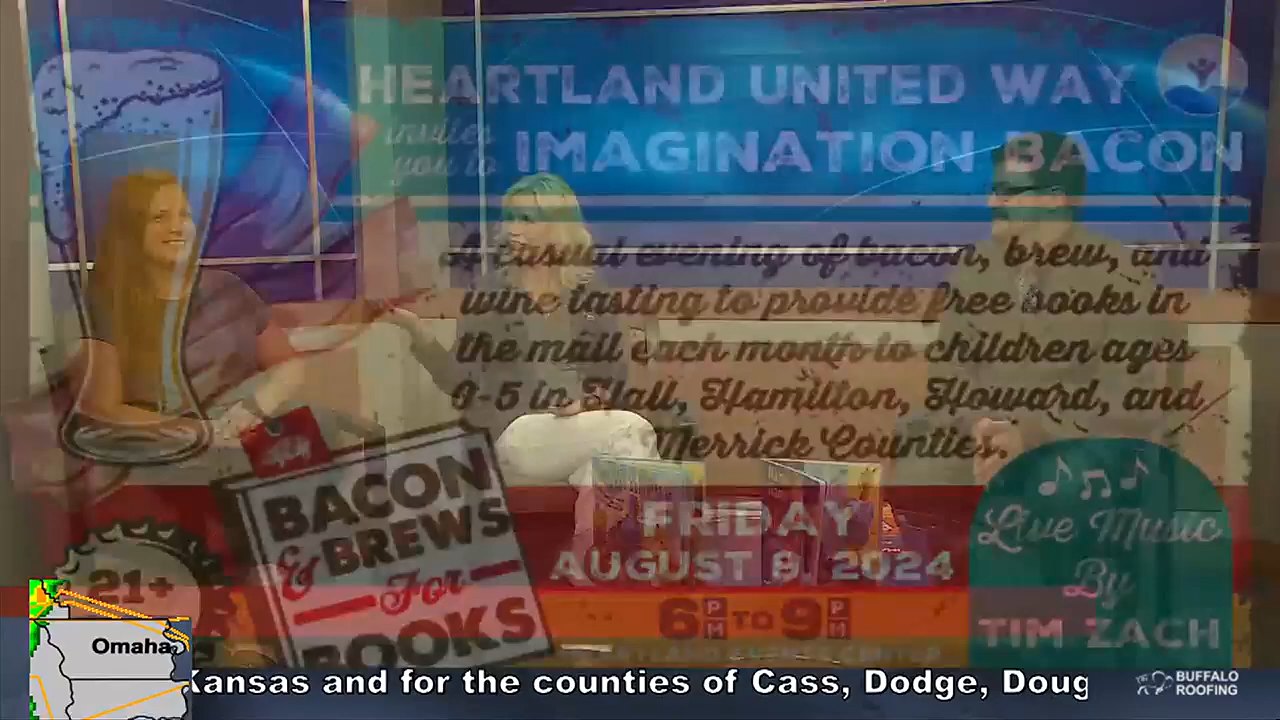 HEARTLAND UNITED WAY
invites
you to
IMAGINATION BACON
A casual evening of bacon, brew, and
wine tasting to provide free books in
the mail each month to children ages
0-5 in Hall, Hamilton, Howard, and
Merrick Counties.
BACON
& BREWS
For
BOOKS
21+
FRIDAY
AUGUST 9, 2024
6PM TO 9PM
Live Music
By
TIM ZACH
Omaha
Kansas and for the counties of Cass, Dodge, Doug
BUFFALO
ROOFING